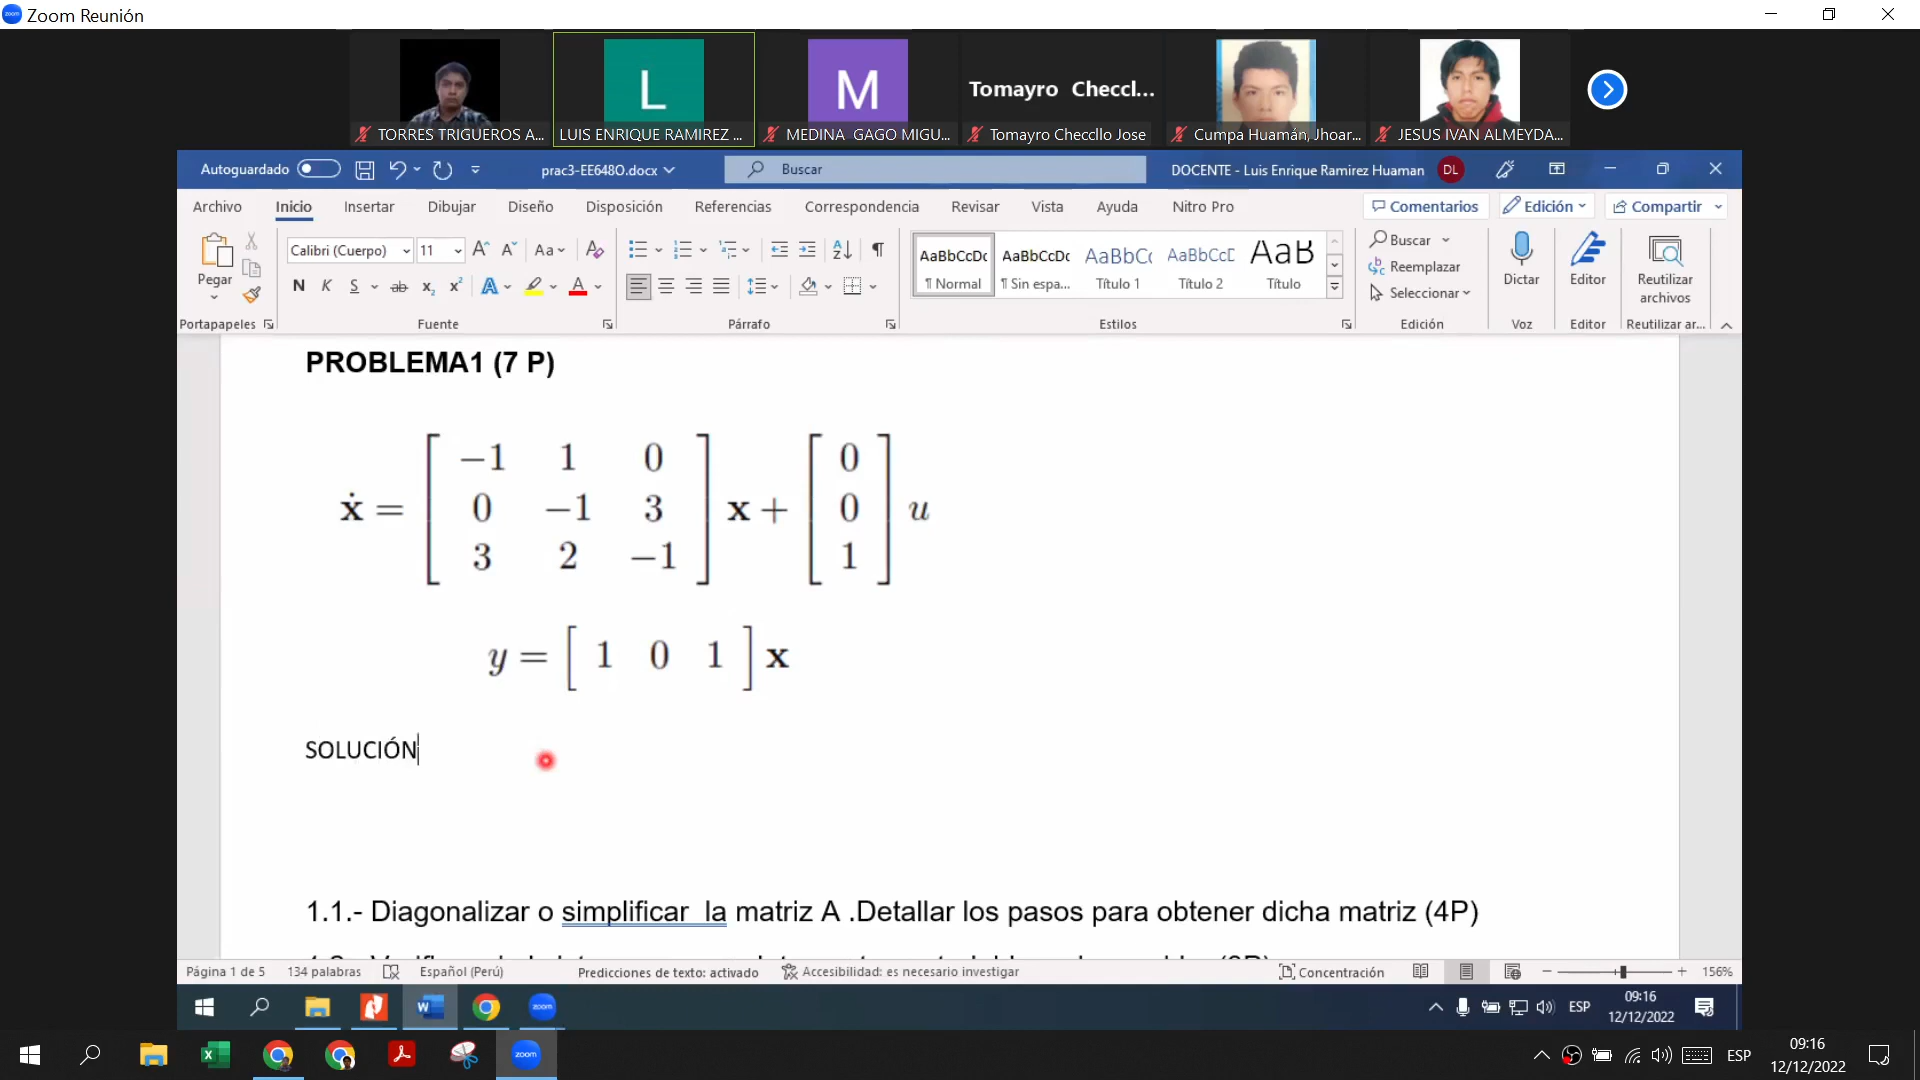 Zoom Reunión
L
M
Tomayro Checcl...
TORRES TRIGUEROS A...
LUIS ENRIQUE RAMIREZ ...
MEDINA GAGO MIGU...
Tomayro Checcllo Jose
Cumpa Huamán, Jhoar...
JESUS IVAN ALMEYDA...
Autoguardado
prac3-EE648O.docx
Buscar
DOCENTE - Luis Enrique Ramirez Huaman
DL
Archivo Inicio Insertar Dibujar Diseño Disposición Referencias Correspondencia Revisar Vista Ayuda Nitro Pro
Comentarios Edición Compartir
Pegar
Calibri (Cuerpo) 11
N K S
AaBbCcDc AaBbCcDc AaBbCc AaBbCcD AaB
¶ Normal ¶ Sin espa... Título 1 Título 2 Título
Buscar
Reemplazar
Seleccionar
Dictar
Editor
Reutilizar
archivos
Portapapeles Fuente Párrafo Estilos Edición Voz Editor Reutilizar ar...
PROBLEMA1 (7 P)
ẋ = [ −1 1 0
0 −1 3
3 2 −1 ] x + [ 0
0
1 ] u
y = [ 1 0 1 ] x
SOLUCIÓN
1.1.- Diagonalizar o simplificar la matriz A .Detallar los pasos para obtener dicha matriz (4P)
Página 1 de 5 134 palabras Español (Perú) Predicciones de texto: activado Accesibilidad: es necesario investigar Concentración 156%
zoom
ESP
09:16
12/12/2022
zoom
ESP
09:16
12/12/2022